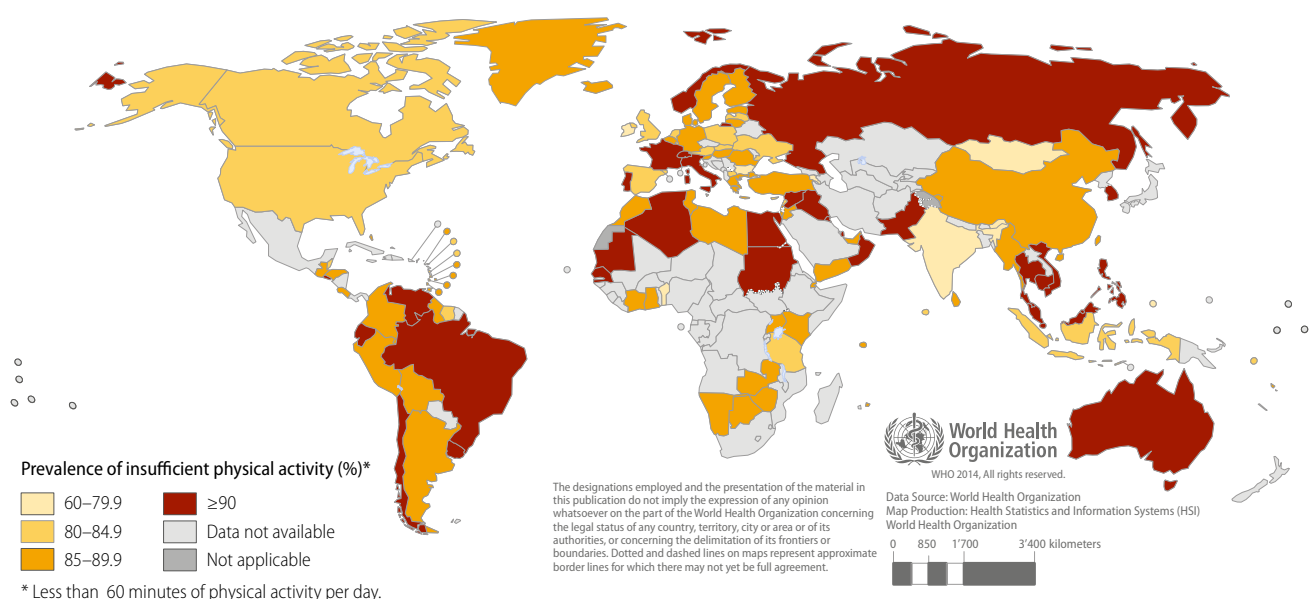 Prevalence of insufficient physical activity (%)*
60–79.9
80–84.9
85–89.9
≥90
Data not available
Not applicable
* Less than 60 minutes of physical activity per day.
The designations employed and the presentation of the material in
this publication do not imply the expression of any opinion
whatsoever on the part of the World Health Organization concerning
the legal status of any country, territory, city or area or of its
authorities, or concerning the delimitation of its frontiers or
boundaries. Dotted and dashed lines on maps represent approximate
border lines for which there may not yet be full agreement.
World Health
Organization
WHO 2014, All rights reserved.
Data Source: World Health Organization
Map Production: Health Statistics and Information Systems (HSI)
World Health Organization
0 850 1'700 3'400 kilometers